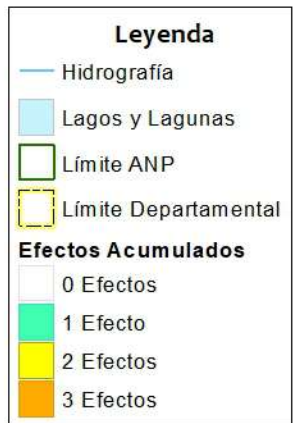 Leyenda
Hidrografía
Lagos y Lagunas
Límite ANP
Límite Departamental
Efectos Acumulados
0 Efectos
1 Efecto
2 Efectos
3 Efectos